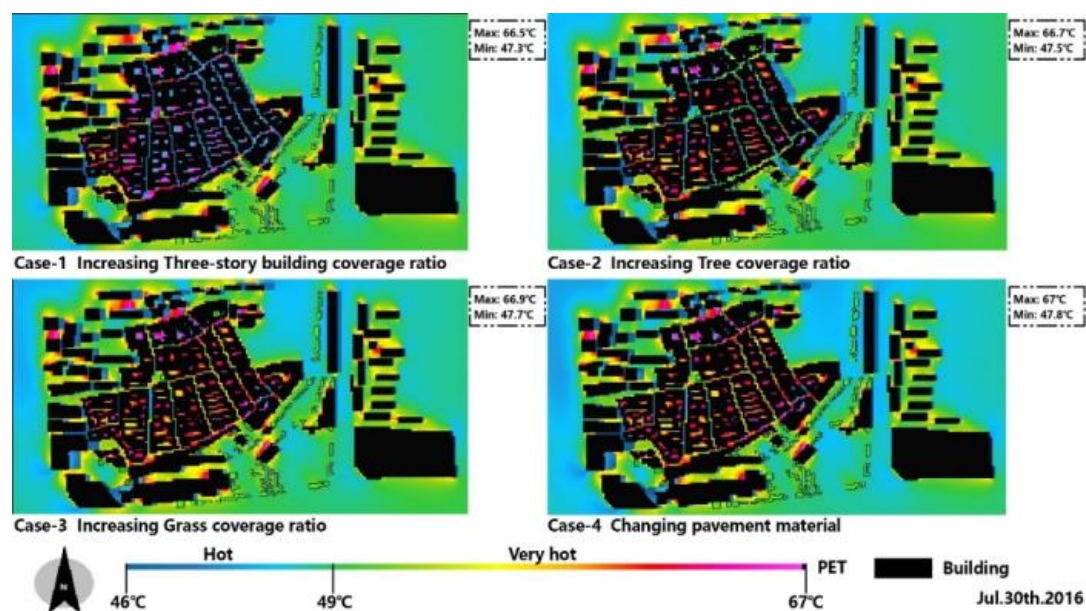 Max: 66.5℃
Min: 47.3℃
Max: 66.7℃
Min: 47.5℃
Case-1 Increasing Three-story building coverage ratio
Case-2 Increasing Tree coverage ratio
Max: 66.9℃
Min: 47.7℃
Max: 67℃
Min: 47.8℃
Case-3 Increasing Grass coverage ratio
Case-4 Changing pavement material
Hot
Very hot
PET
Building
N
46℃
49℃
67℃
Jul.30th.2016